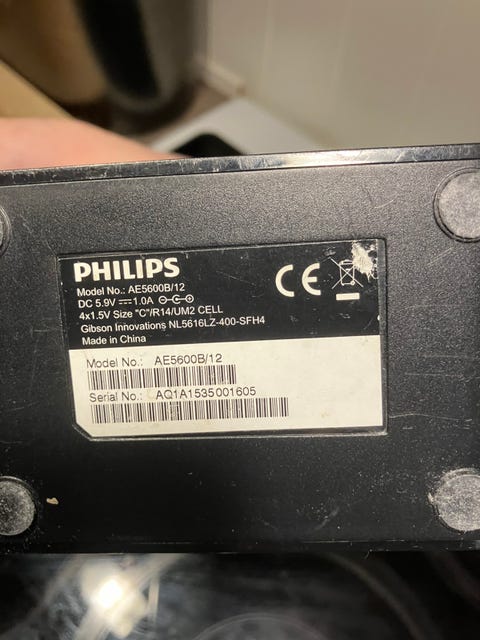 PHILIPS
Model No.: AE5600B/12
DC 5.9V⎓1.0A
4x1.5V Size "C"/R14/UM2 CELL
Gibson Innovations NL5616LZ-400-SFH4
Made in China
CE
Model No.: AE5600B/12
Serial No.: AQ1A1535001605